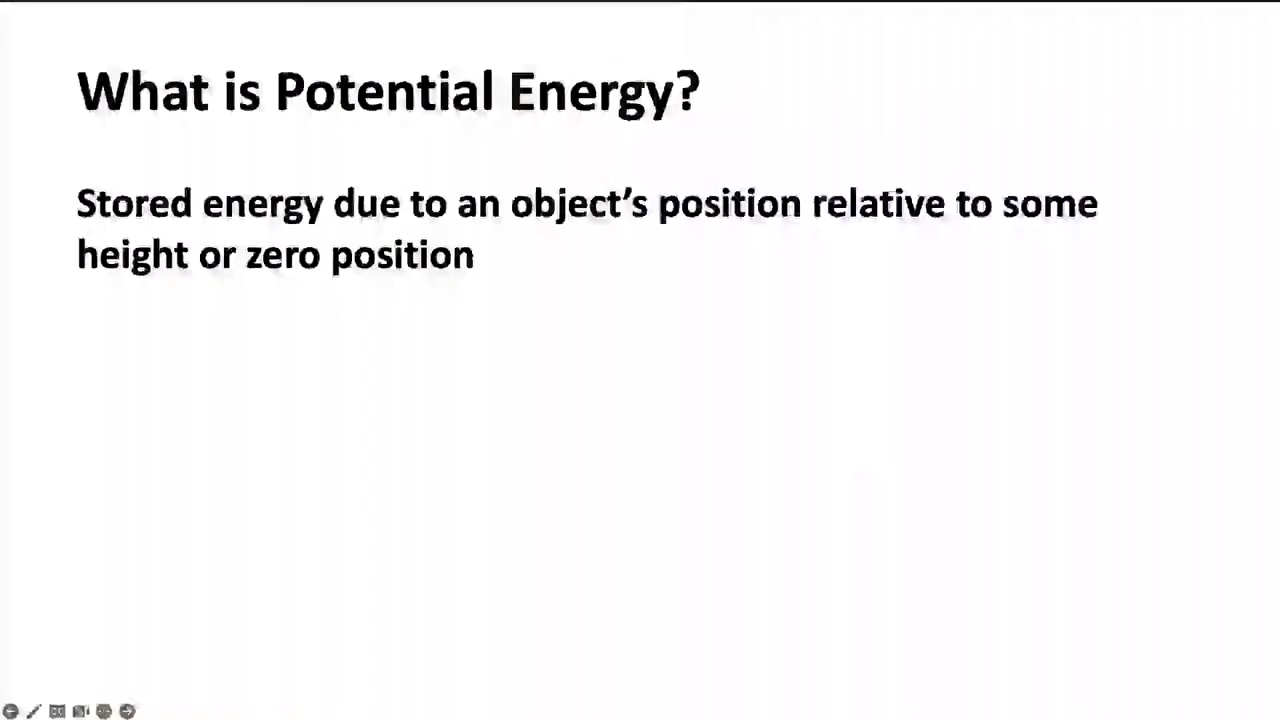 What is Potential Energy?
Stored energy due to an object’s position relative to some
height or zero position